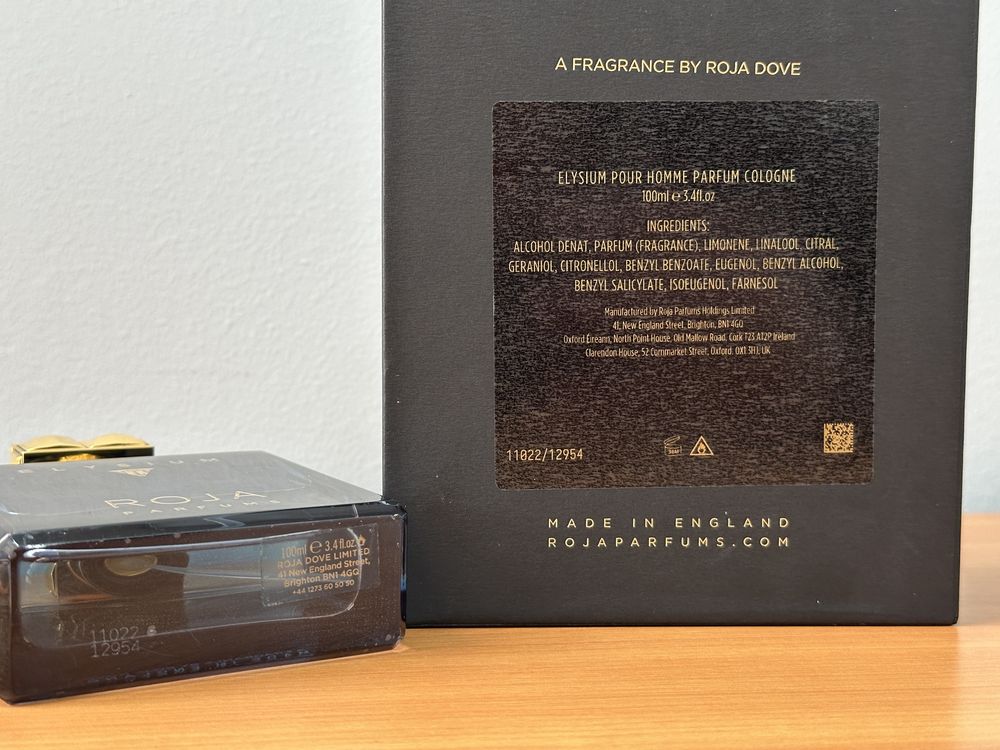 A FRAGRANCE BY ROJA DOVE
ELYSIUM POUR HOMME PARFUM COLOGNE
100ml ℮ 3.4fl.oz
INGREDIENTS:
ALCOHOL DENAT, PARFUM (FRAGRANCE), LIMONENE, LINALOOL, CITRAL,
GERANIOL, CITRONELLOL, BENZYL BENZOATE, EUGENOL, BENZYL ALCOHOL,
BENZYL SALICYLATE, ISOEUGENOL, FARNESOL
Manufactured by Roja Parfums Holdings Limited
41, New England Street, Brighton, BN1 4GQ
Oxford Eireann, North Point House, Old Mallow Road, Cork T23 AT2P Ireland
Clarendon House, 52 Cornmarket Street, Oxford, OX1 3HJ, UK
11022/12954
MADE IN ENGLAND
ROJAPARFUMS.COM
ELYSIUM
ROJA
PARFUMS
100ml ℮ 3.4fl.oz
ROJA DOVE LIMITED
41 New England Street,
Brighton BN1 4GQ
+44 1273 60 50 50
11022
12954